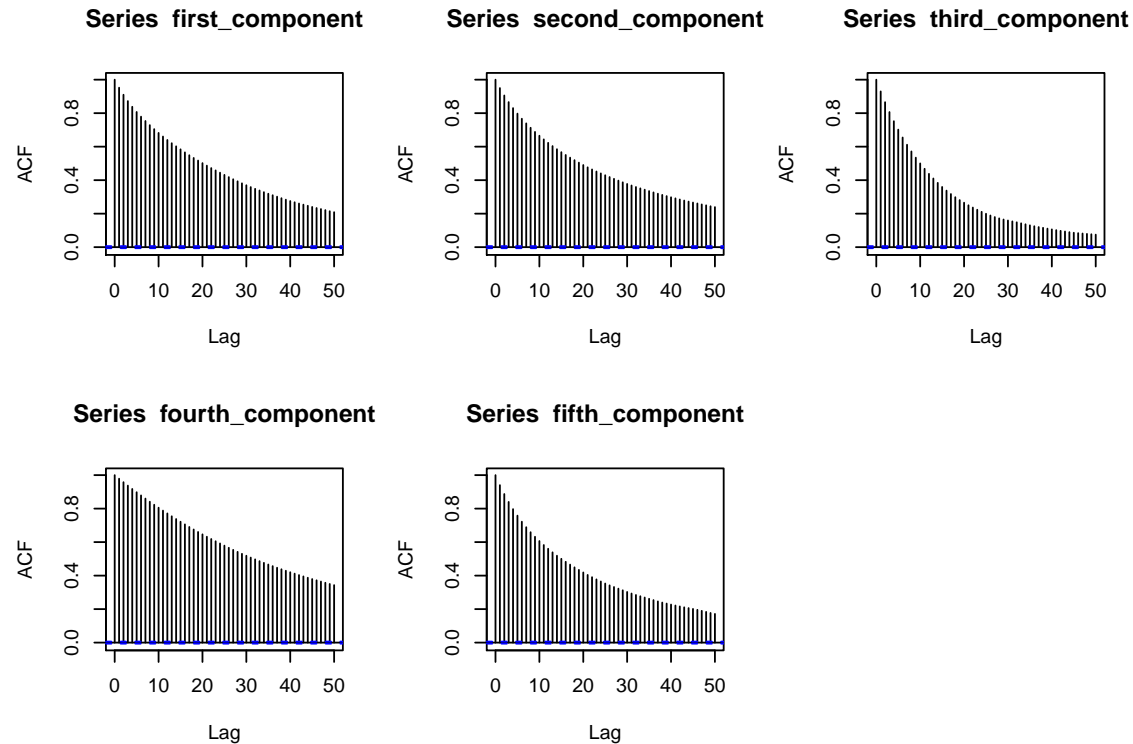 Series first_component
ACF
0.0 0.4 0.8
0 10 20 30 40 50
Lag
Series second_component
ACF
0.0 0.4 0.8
0 10 20 30 40 50
Lag
Series third_component
ACF
0.0 0.4 0.8
0 10 20 30 40 50
Lag
Series fourth_component
ACF
0.0 0.4 0.8
0 10 20 30 40 50
Lag
Series fifth_component
ACF
0.0 0.4 0.8
0 10 20 30 40 50
Lag